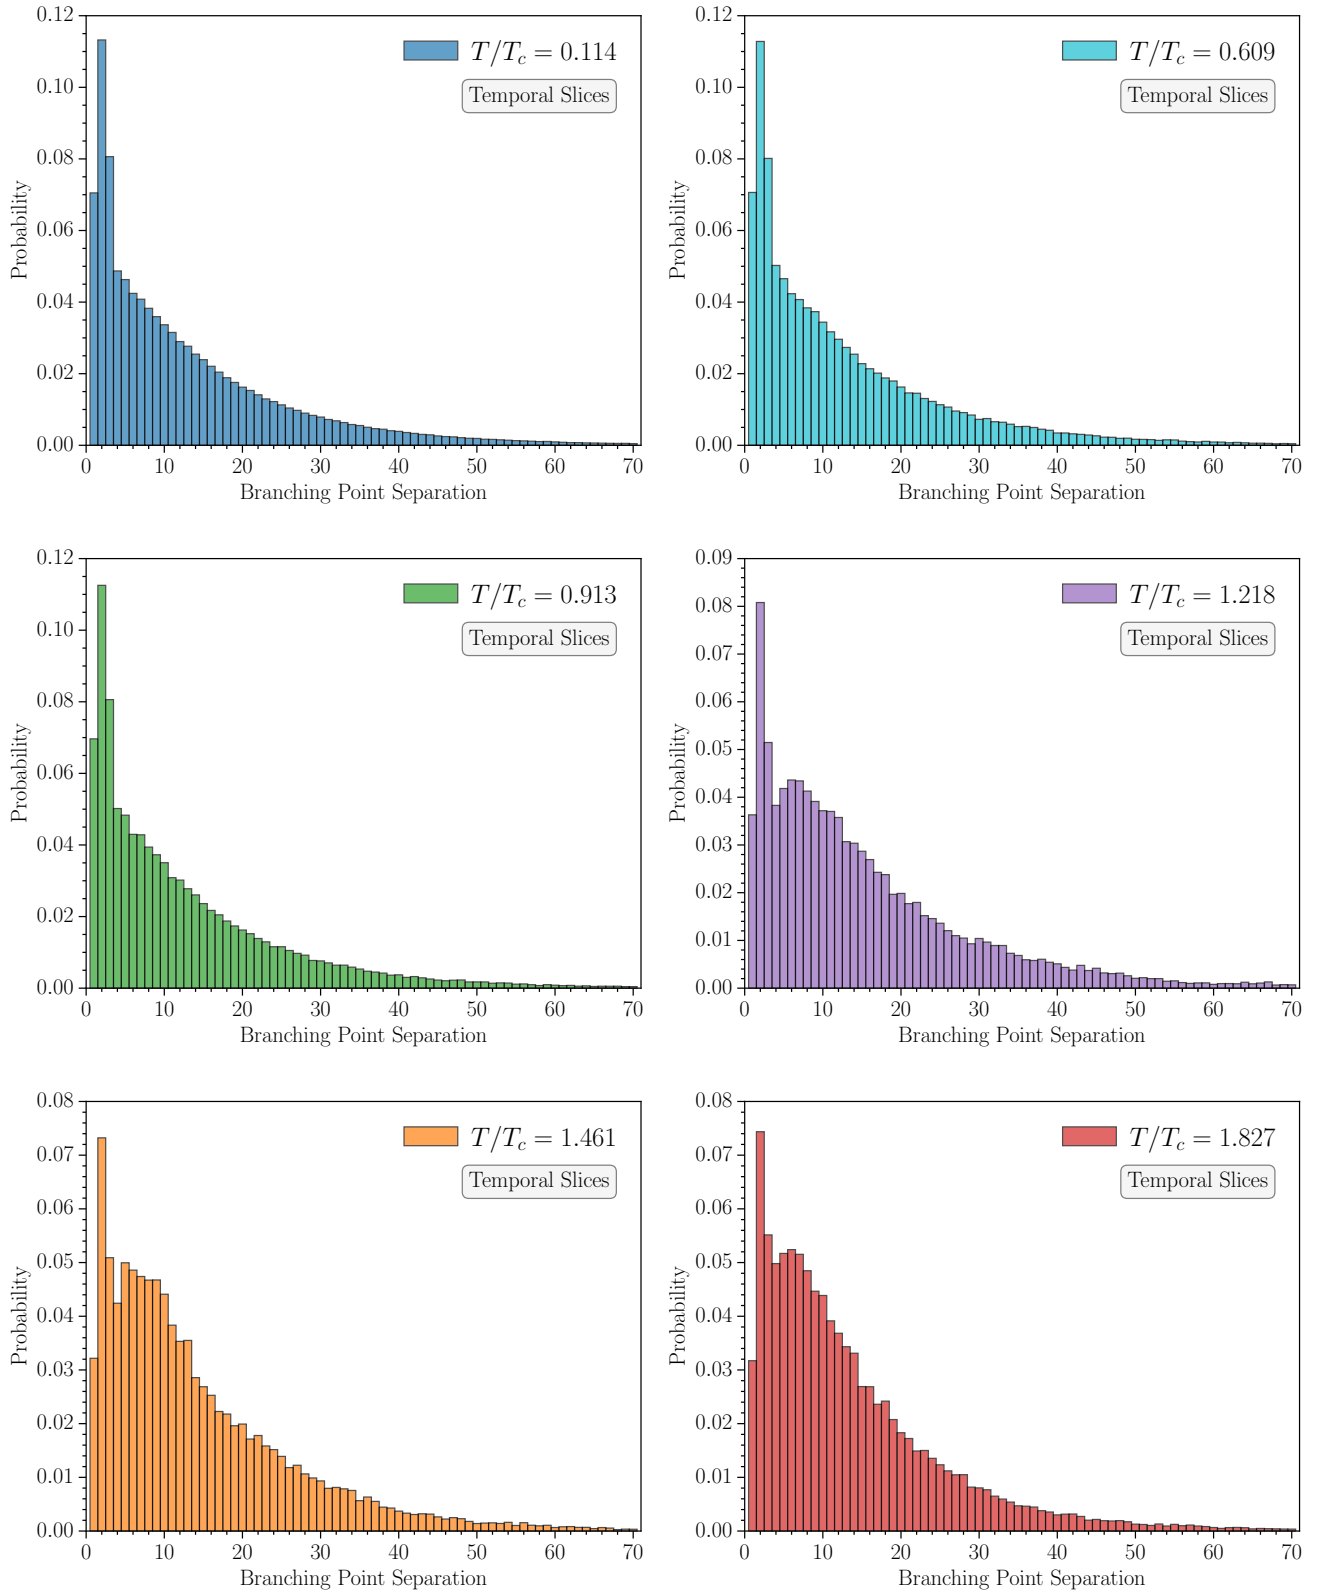 0.12
0.10
0.08
0.06
0.04
0.02
0.00
Probability
T/T_c = 0.114
Temporal Slices
0 10 20 30 40 50 60 70
Branching Point Separation
0.12
0.10
0.08
0.06
0.04
0.02
0.00
Probability
T/T_c = 0.609
Temporal Slices
0 10 20 30 40 50 60 70
Branching Point Separation
0.12
0.10
0.08
0.06
0.04
0.02
0.00
Probability
T/T_c = 0.913
Temporal Slices
0 10 20 30 40 50 60 70
Branching Point Separation
0.09
0.08
0.07
0.06
0.05
0.04
0.03
0.02
0.01
0.00
Probability
T/T_c = 1.218
Temporal Slices
0 10 20 30 40 50 60 70
Branching Point Separation
0.08
0.07
0.06
0.05
0.04
0.03
0.02
0.01
0.00
Probability
T/T_c = 1.461
Temporal Slices
0 10 20 30 40 50 60 70
Branching Point Separation
0.08
0.07
0.06
0.05
0.04
0.03
0.02
0.01
0.00
Probability
T/T_c = 1.827
Temporal Slices
0 10 20 30 40 50 60 70
Branching Point Separation